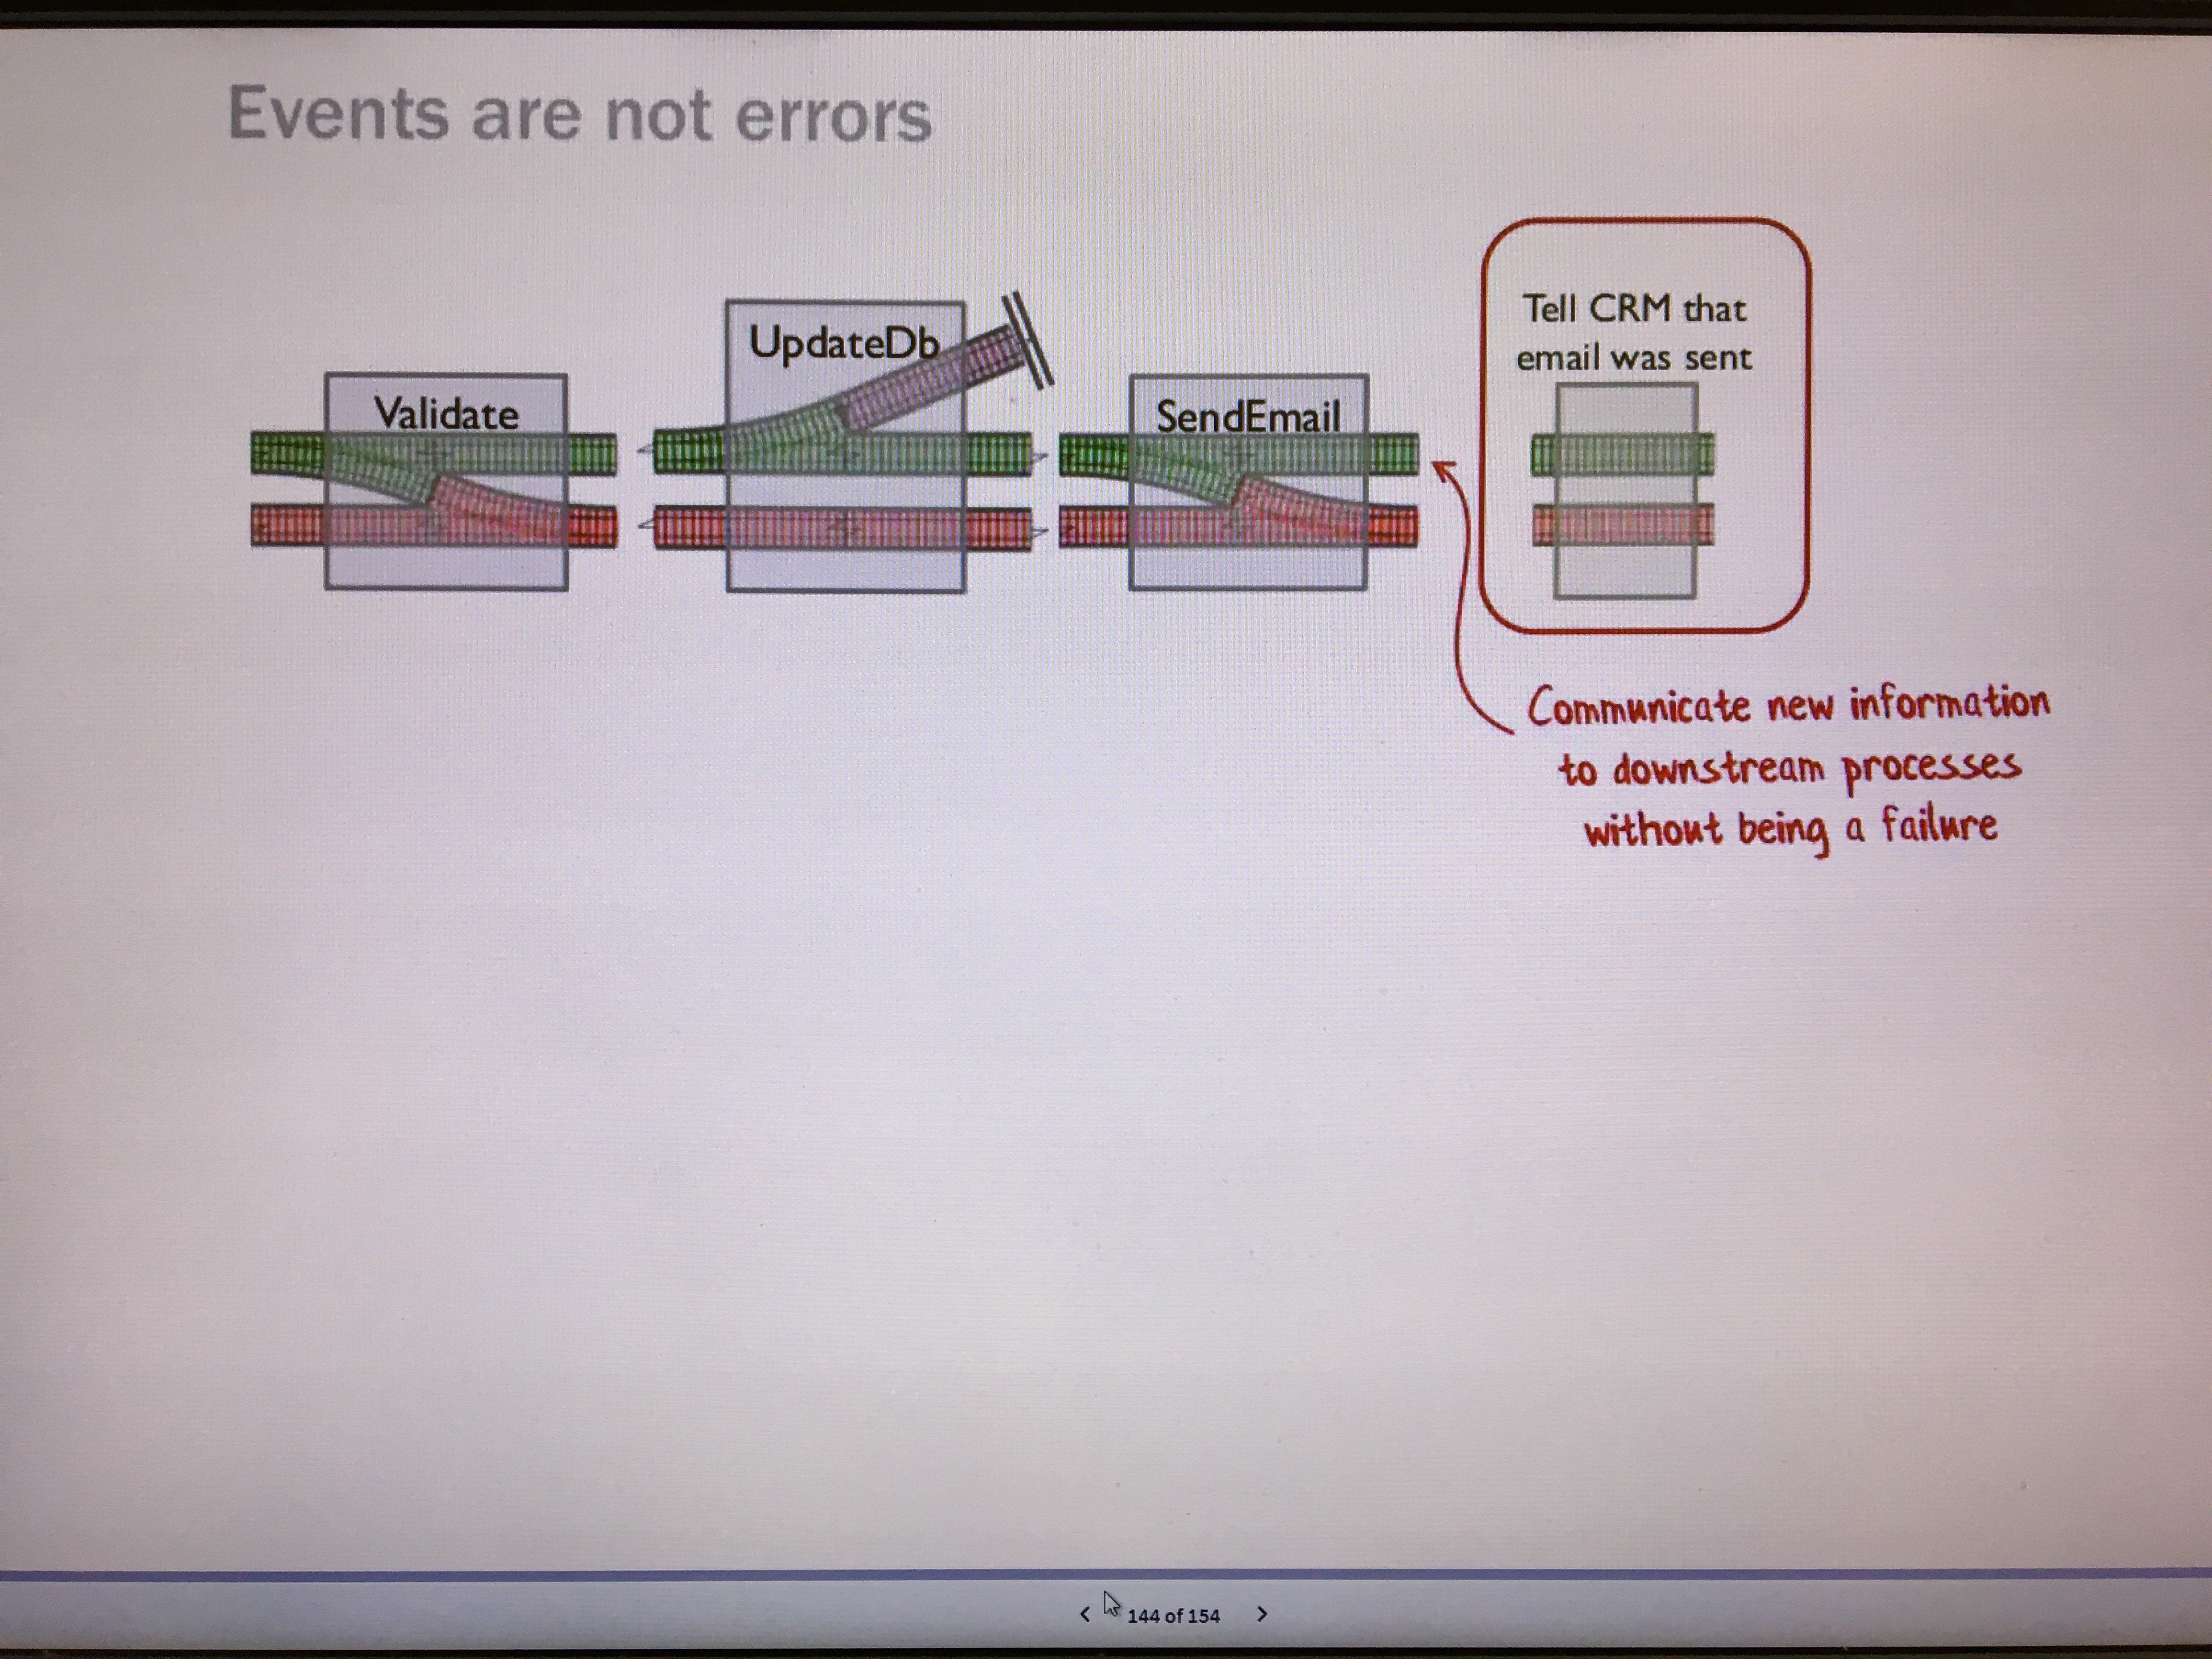 Events are not errors
Validate
UpdateDb
SendEmail
Tell CRM that
email was sent
Communicate new information
to downstream processes
without being a failure
144 of 154